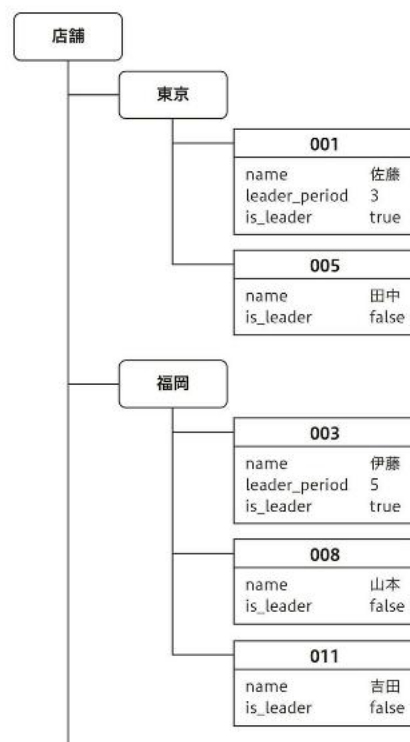 店舗
東京
001
name 佐藤
leader_period 3
is_leader true
005
name 田中
is_leader false
福岡
003
name 伊藤
leader_period 5
is_leader true
008
name 山本
is_leader false
011
name 吉田
is_leader false